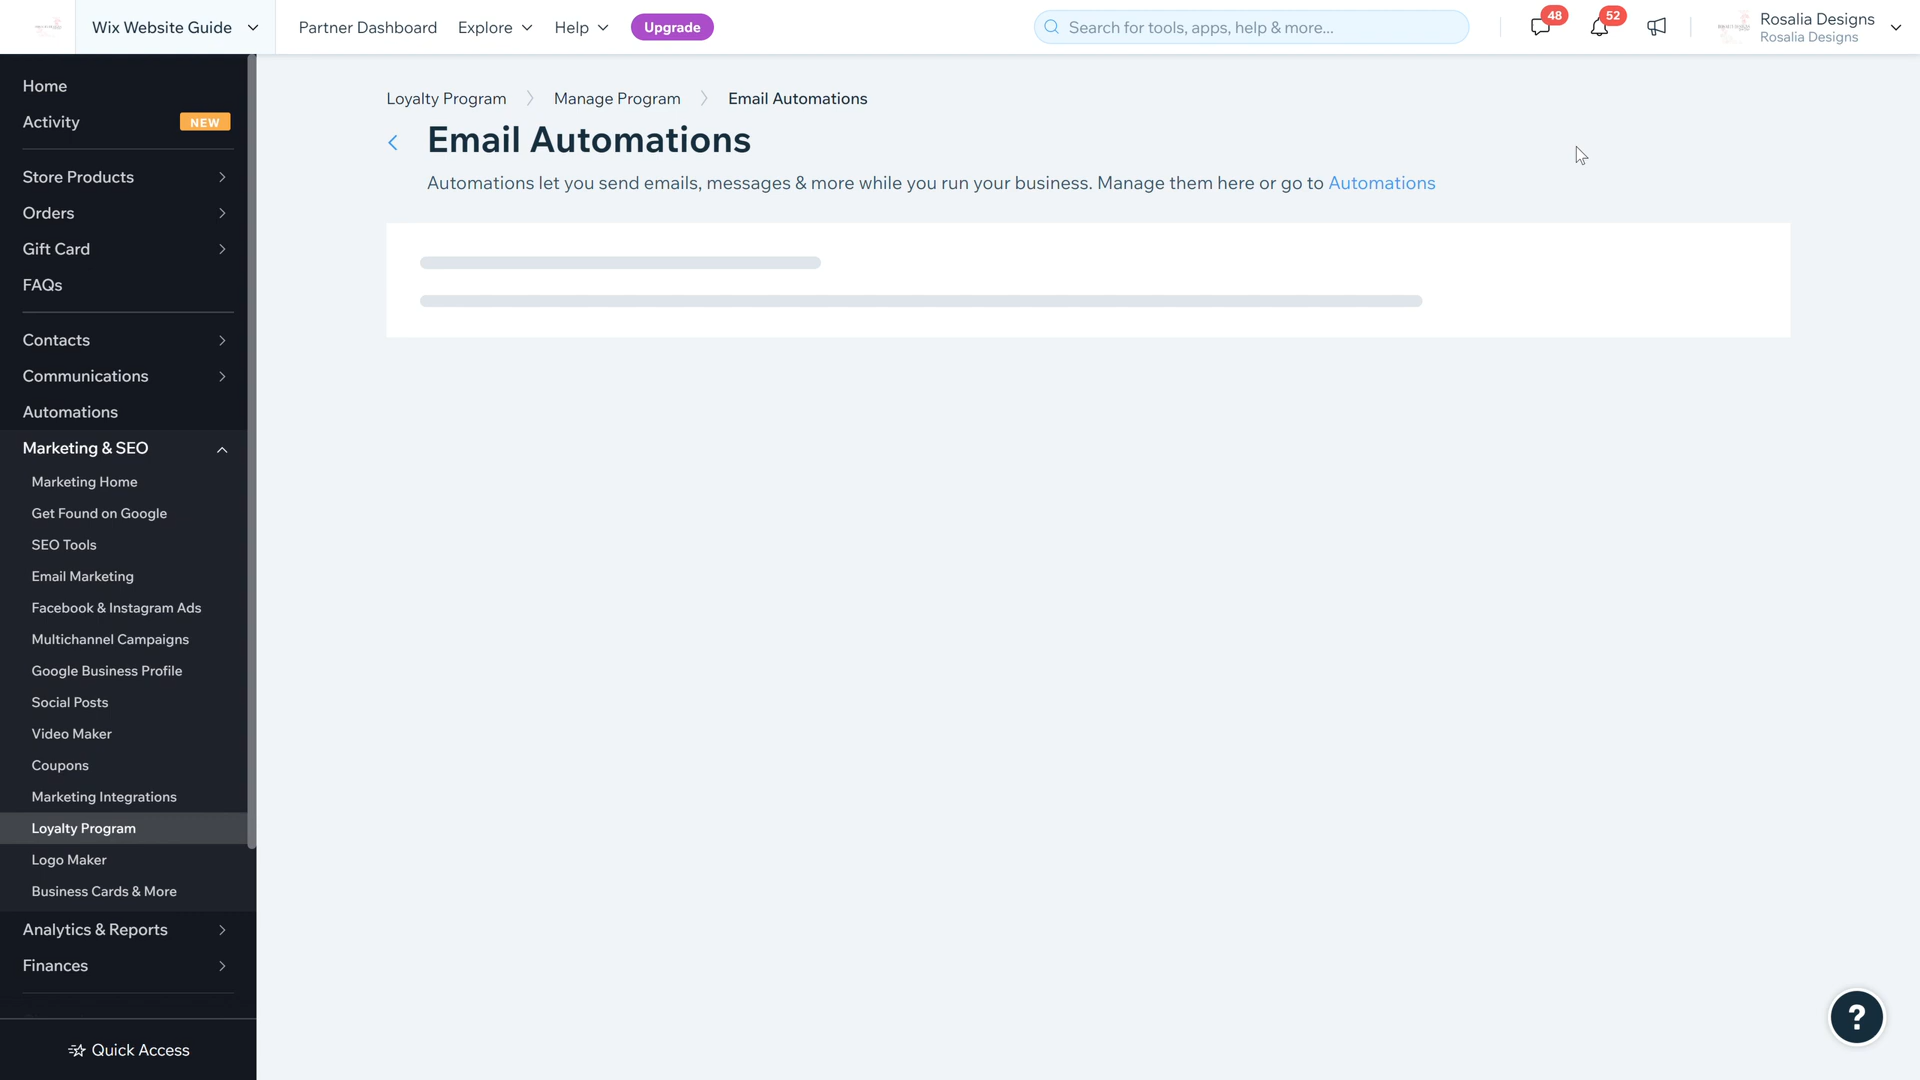 Wix Website Guide
Partner Dashboard
Explore
Help
Upgrade
Search for tools, apps, help & more...
48
52
Rosalia Designs
Rosalia Designs
Home
Activity
NEW
Store Products
Orders
Gift Card
FAQs
Contacts
Communications
Automations
Marketing & SEO
Marketing Home
Get Found on Google
SEO Tools
Email Marketing
Facebook & Instagram Ads
Multichannel Campaigns
Google Business Profile
Social Posts
Video Maker
Coupons
Marketing Integrations
Loyalty Program
Logo Maker
Business Cards & More
Analytics & Reports
Finances
Quick Access
Loyalty Program
Manage Program
Email Automations
Email Automations
Automations let you send emails, messages & more while you run your business. Manage them here or go to Automations
?